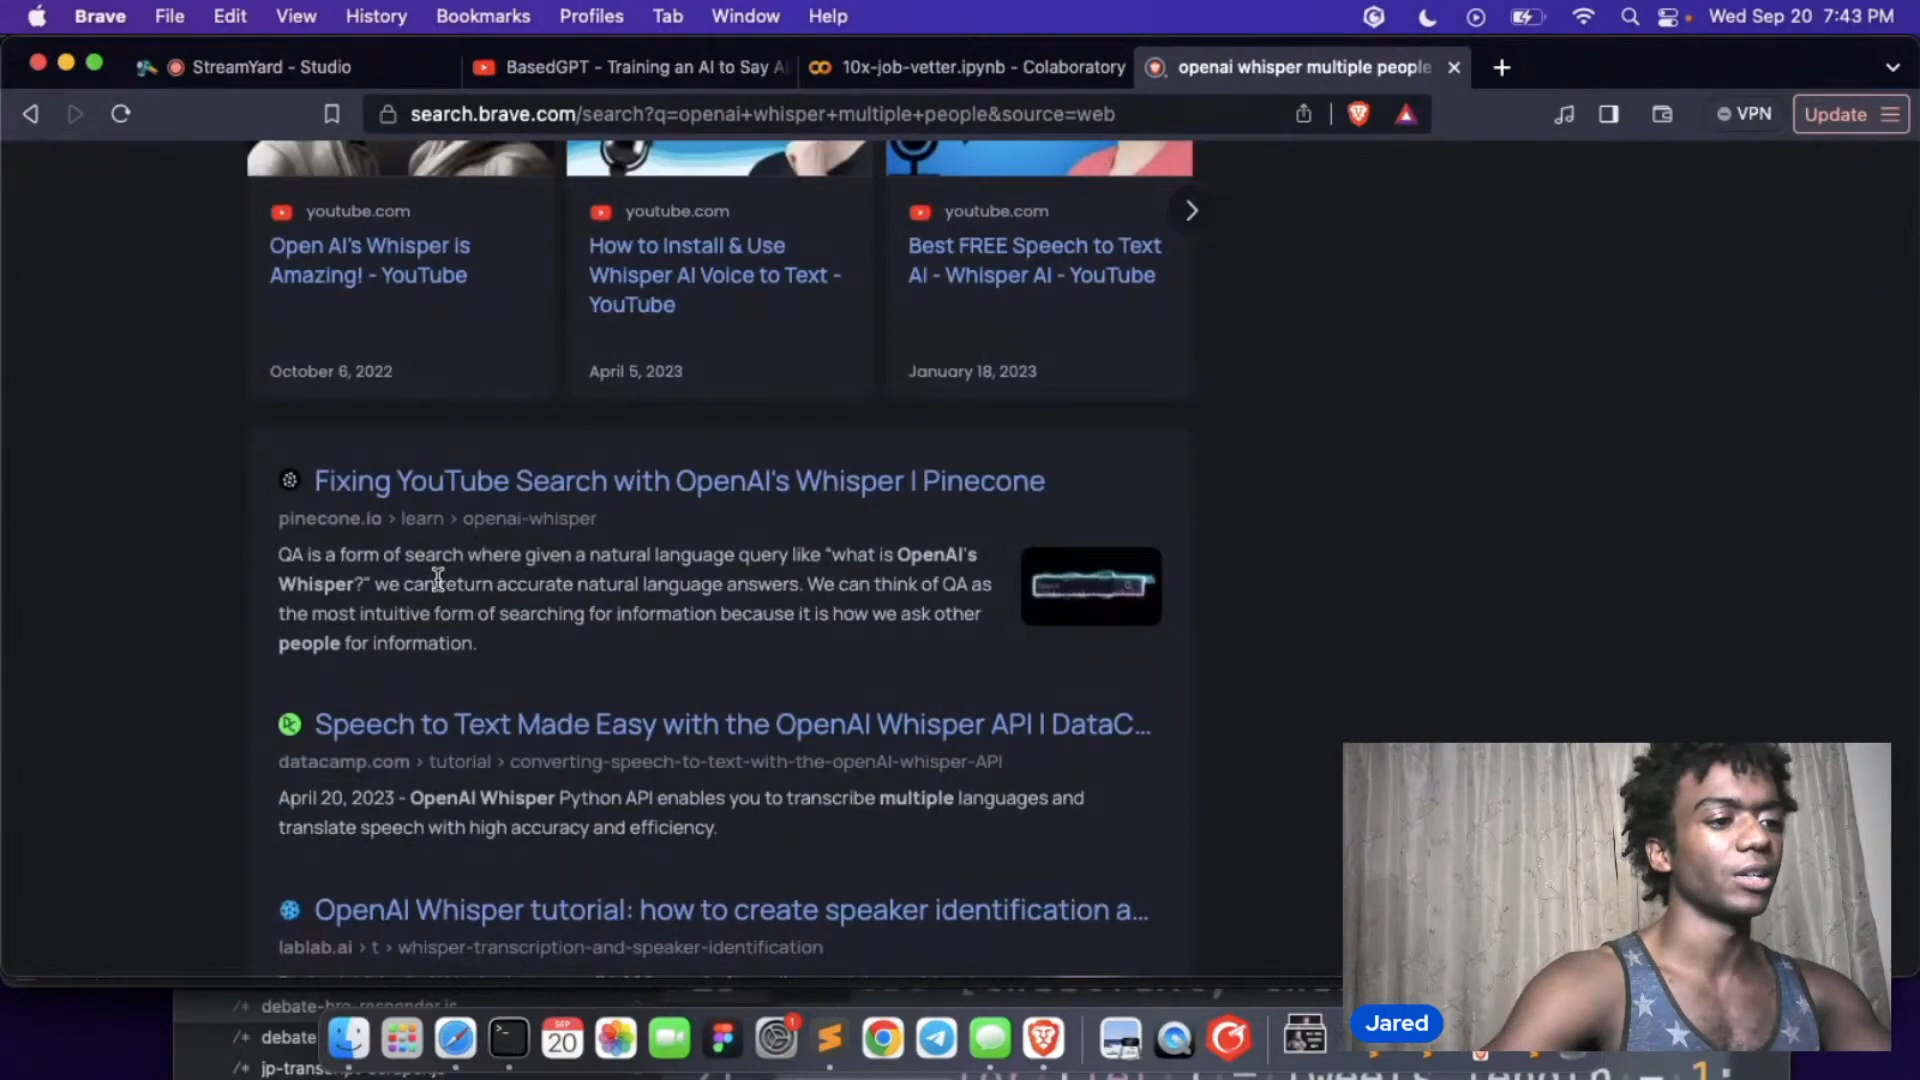 Brave File Edit View History Bookmarks Profiles Tab Window Help Wed Sep 20 7:43 PM
StreamYard - Studio
BasedGPT - Training an AI to Say A
10x-job-vetter.ipynb - Colaboratory
openai whisper multiple people
search.brave.com/search?q=openai+whisper+multiple+people&source=web
VPN
Update
youtube.com
Open AI's Whisper is
Amazing! - YouTube
October 6, 2022
youtube.com
How to Install & Use
Whisper AI Voice to Text -
YouTube
April 5, 2023
youtube.com
Best FREE Speech to Text
AI - Whisper AI - YouTube
January 18, 2023
Fixing YouTube Search with OpenAI's Whisper | Pinecone
pinecone.io › learn › openai-whisper
QA is a form of search where given a natural language query like "what is OpenAI's
Whisper?" we can return accurate natural language answers. We can think of QA as
the most intuitive form of searching for information because it is how we ask other
people for information.
Speech to Text Made Easy with the OpenAI Whisper API | DataC...
datacamp.com › tutorial › converting-speech-to-text-with-the-openAI-whisper-API
April 20, 2023 - OpenAI Whisper Python API enables you to transcribe multiple languages and
translate speech with high accuracy and efficiency.
OpenAI Whisper tutorial: how to create speaker identification a...
lablab.ai › t › whisper-transcription-and-speaker-identification
/* debate-bro-responder.js
/* debate
/* jp-trans
SEP
20
1
Jared